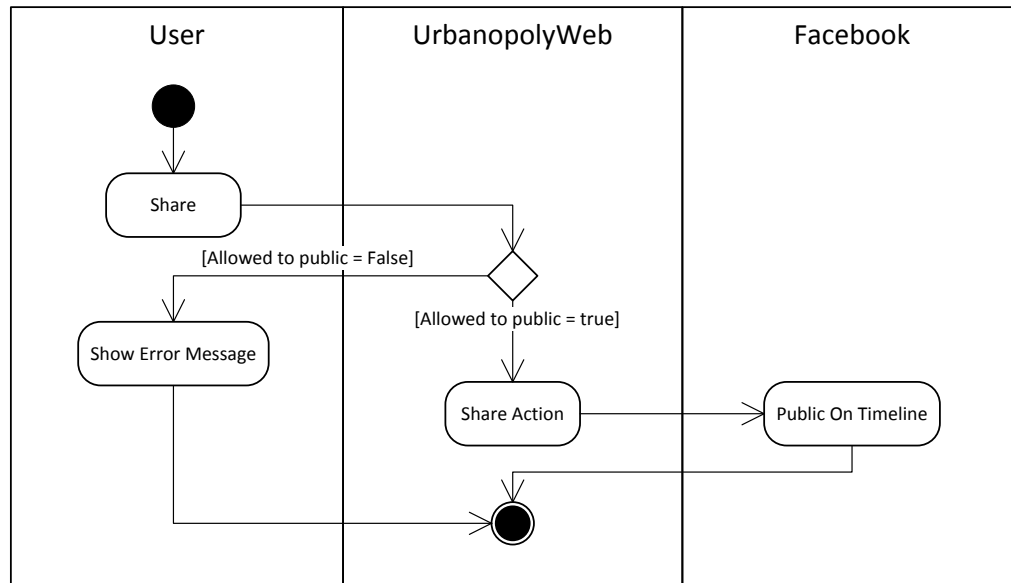 User
UrbanopolyWeb
Facebook
Share
[Allowed to public = False]
[Allowed to public = true]
Show Error Message
Share Action
Public On Timeline